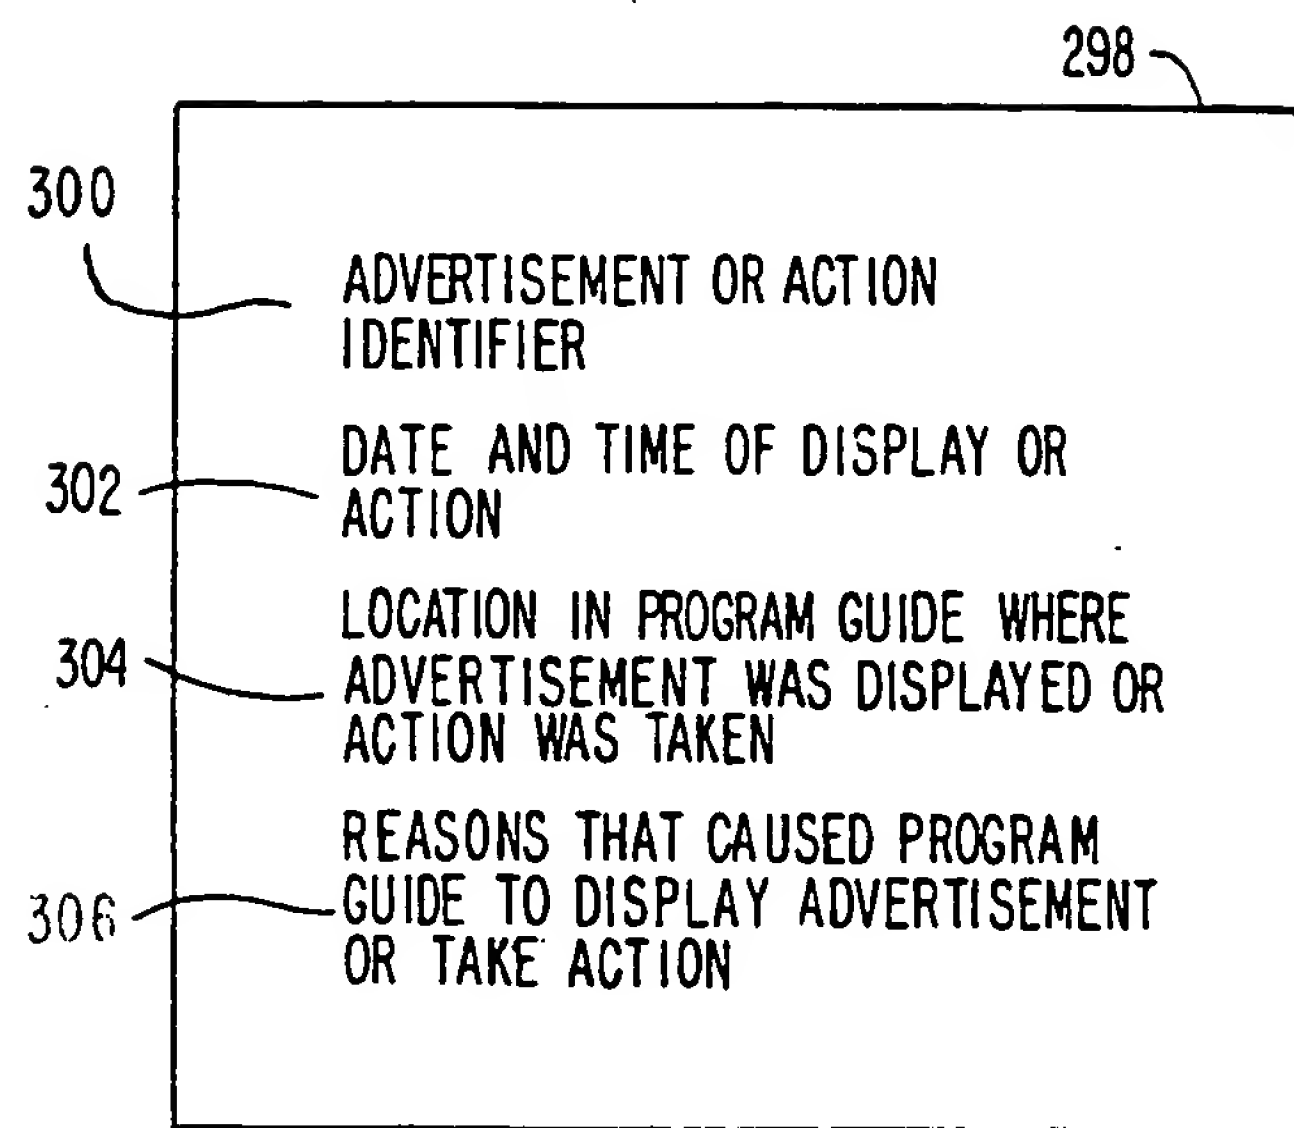 298
300
ADVERTISEMENT OR ACTION
IDENTIFIER
302
DATE AND TIME OF DISPLAY OR
ACTION
304
LOCATION IN PROGRAM GUIDE WHERE
ADVERTISEMENT WAS DISPLAYED OR
ACTION WAS TAKEN
306
REASONS THAT CAUSED PROGRAM
GUIDE TO DISPLAY ADVERTISEMENT
OR TAKE ACTION